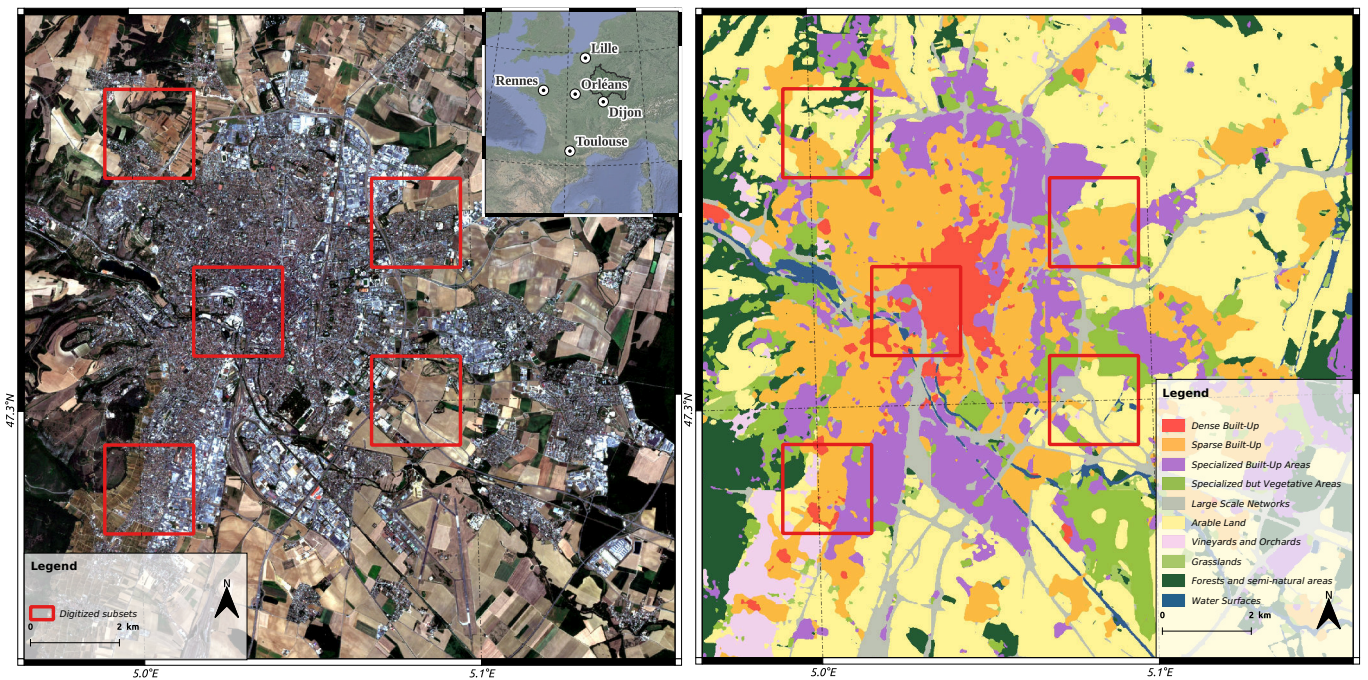 Lille
Rennes
Orléans
Dijon
Toulouse
47.3°N
Legend
Digitized subsets
0
2 km
N
5.0°E
5.1°E
47.3°N
Legend
Dense Built-Up
Sparse Built-Up
Specialized Built-Up Areas
Specialized but Vegetative Areas
Large Scale Networks
Arable Land
Vineyards and Orchards
Grasslands
Forests and semi-natural areas
Water Surfaces
0
2 km
N
5.0°E
5.1°E